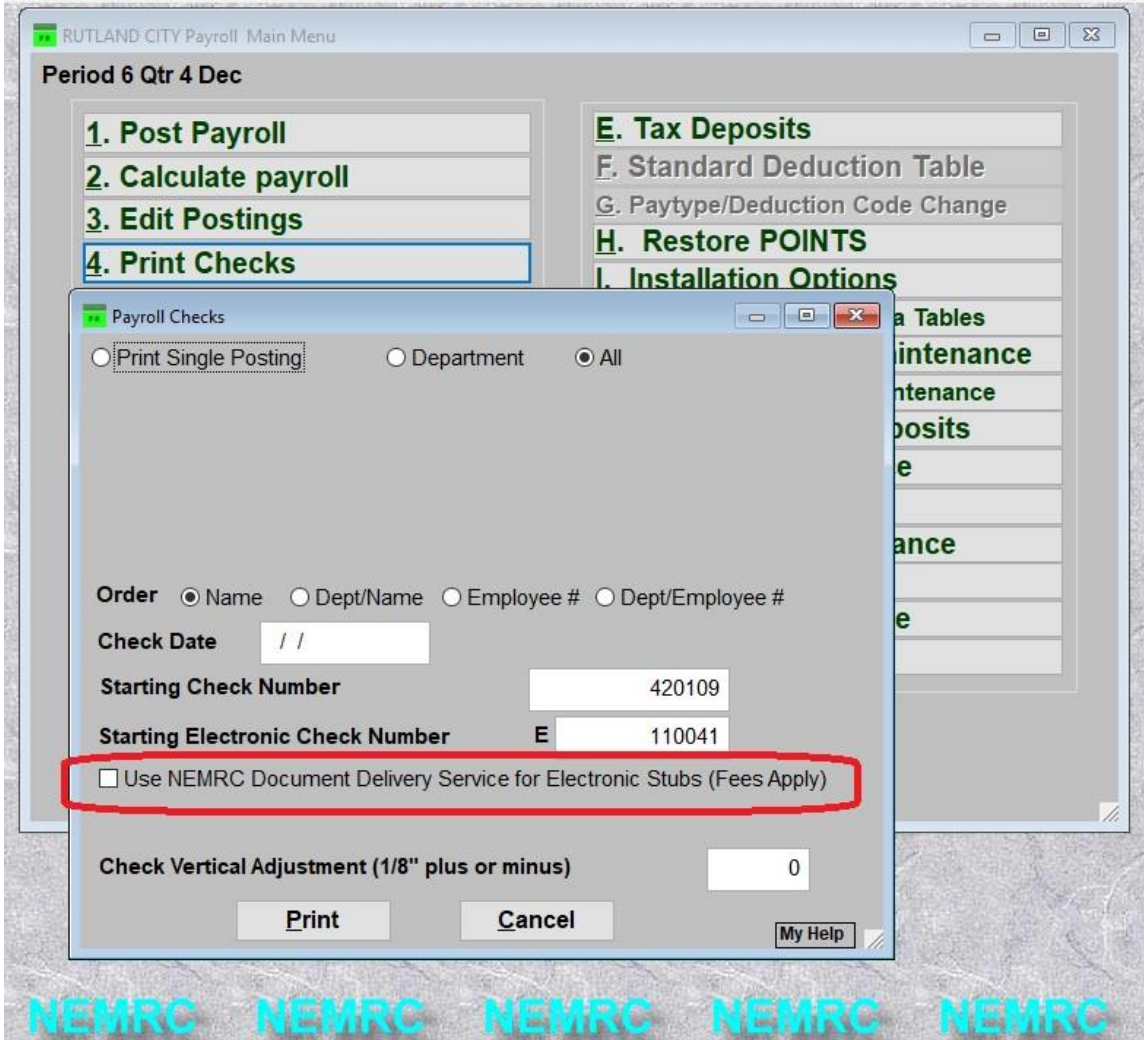 RUTLAND CITY Payroll Main Menu
Period 6 Qtr 4 Dec
1. Post Payroll
2. Calculate payroll
3. Edit Postings
4. Print Checks
E. Tax Deposits
F. Standard Deduction Table
G. Paytype/Deduction Code Change
H. Restore POINTS
I. Installation Options
Tables
Payroll Checks
Print Single Posting Department All
Order Name Dept/Name Employee # Dept/Employee #
Check Date / /
Starting Check Number 420109
Starting Electronic Check Number E 110041
Use NEMRC Document Delivery Service for Electronic Stubs (Fees Apply)
Check Vertical Adjustment (1/8" plus or minus) 0
Print Cancel
My Help
NEMRC NEMRC NEMRC NEMRC NEMRC